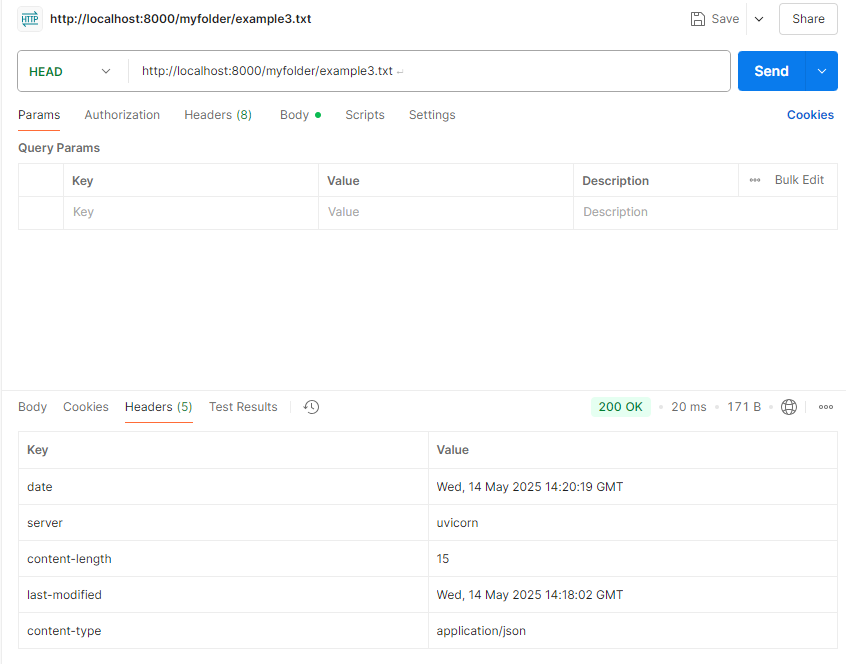 HTTP http://localhost:8000/myfolder/example3.txt Save Share
HEAD http://localhost:8000/myfolder/example3.txt Send
Params Authorization Headers (8) Body Scripts Settings Cookies
Query Params
Key Value Description Bulk Edit
Key Value Description
Body Cookies Headers (5) Test Results 200 OK 20 ms 171 B
Key Value
date Wed, 14 May 2025 14:20:19 GMT
server uvicorn
content-length 15
last-modified Wed, 14 May 2025 14:18:02 GMT
content-type application/json